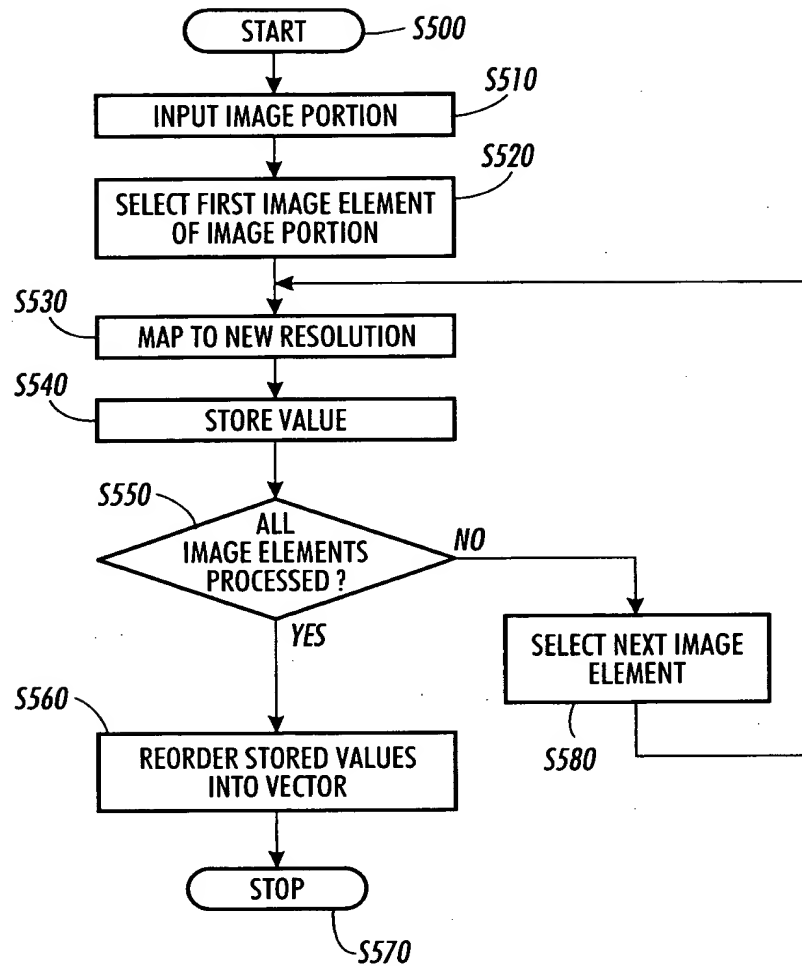 START
S500
S510
INPUT IMAGE PORTION
S520
SELECT FIRST IMAGE ELEMENT
OF IMAGE PORTION
S530
MAP TO NEW RESOLUTION
S540
STORE VALUE
S550
ALL
IMAGE ELEMENTS
PROCESSED ?
NO
YES
SELECT NEXT IMAGE
ELEMENT
S580
S560
REORDER STORED VALUES
INTO VECTOR
STOP
S570